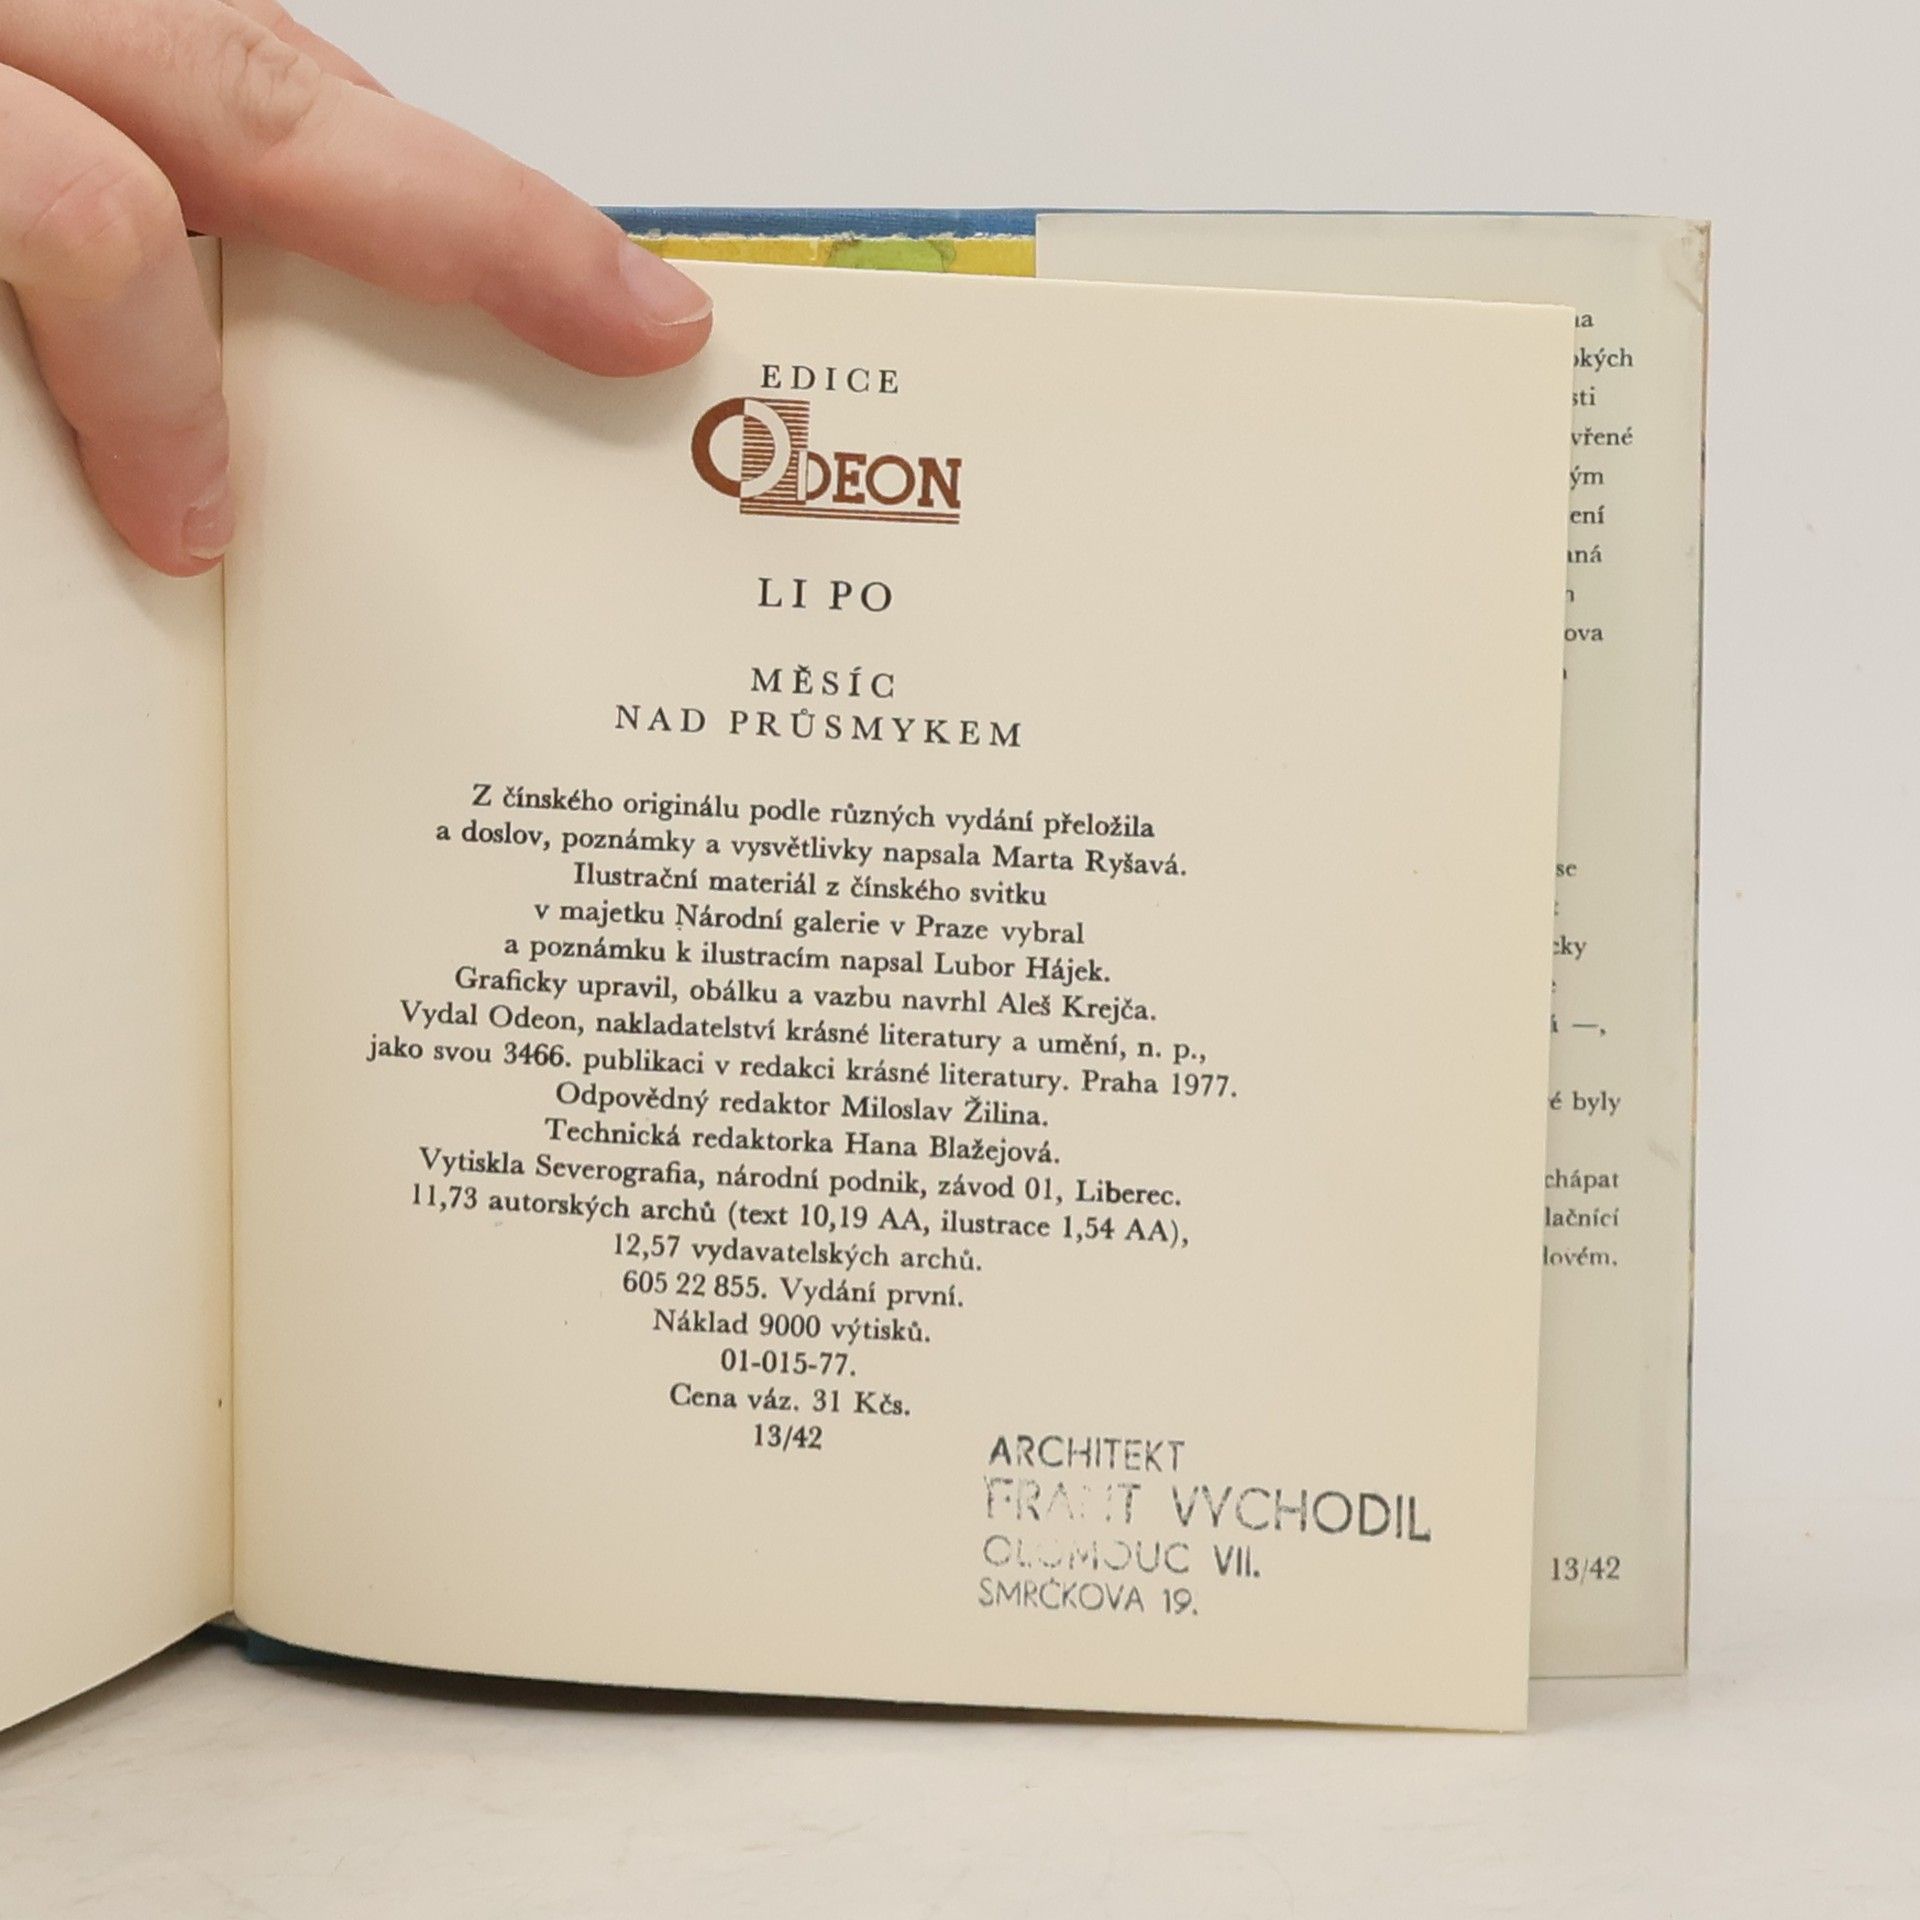 EDICE
ODEON
LI PO
MĚSÍC
NAD PRŮSMYKEM
Z čínského originálu podle různých vydání přeložila
a doslov, poznámky a vysvětlivky napsala Marta Ryšavá.
Ilustrační materiál z čínského svitku
v majetku Národní galerie v Praze vybral
a poznámku k ilustracím napsal Lubor Hájek.
Graficky upravil, obálku a vazbu navrhl Aleš Krejča.
Vydal Odeon, nakladatelství krásné literatury a umění, n. p.,
jako svou 3466. publikaci v redakci krásné literatury. Praha 1977.
Odpovědný redaktor Miloslav Žilina.
Technická redaktorka Hana Blažejová.
Vytiskla Severografia, národní podnik, závod 01, Liberec.
11,73 autorských archů (text 10,19 AA, ilustrace 1,54 AA),
12,57 vydavatelských archů.
605 22 855. Vydání první.
Náklad 9000 výtisků.
01-015-77.
Cena váz. 31 Kčs.
13/42
ARCHITEKT
FRANT VYCHODIL
OLOMOUC VII.
SMRČKOVA 19.
se
byly
13/42